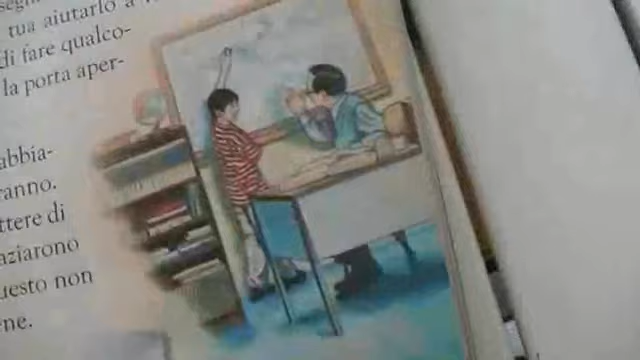 tua aiutarlo a
di fare qualco-
la porta aper-
abbia-
ranno.
ttere di
aziarono
uesto non
ne.